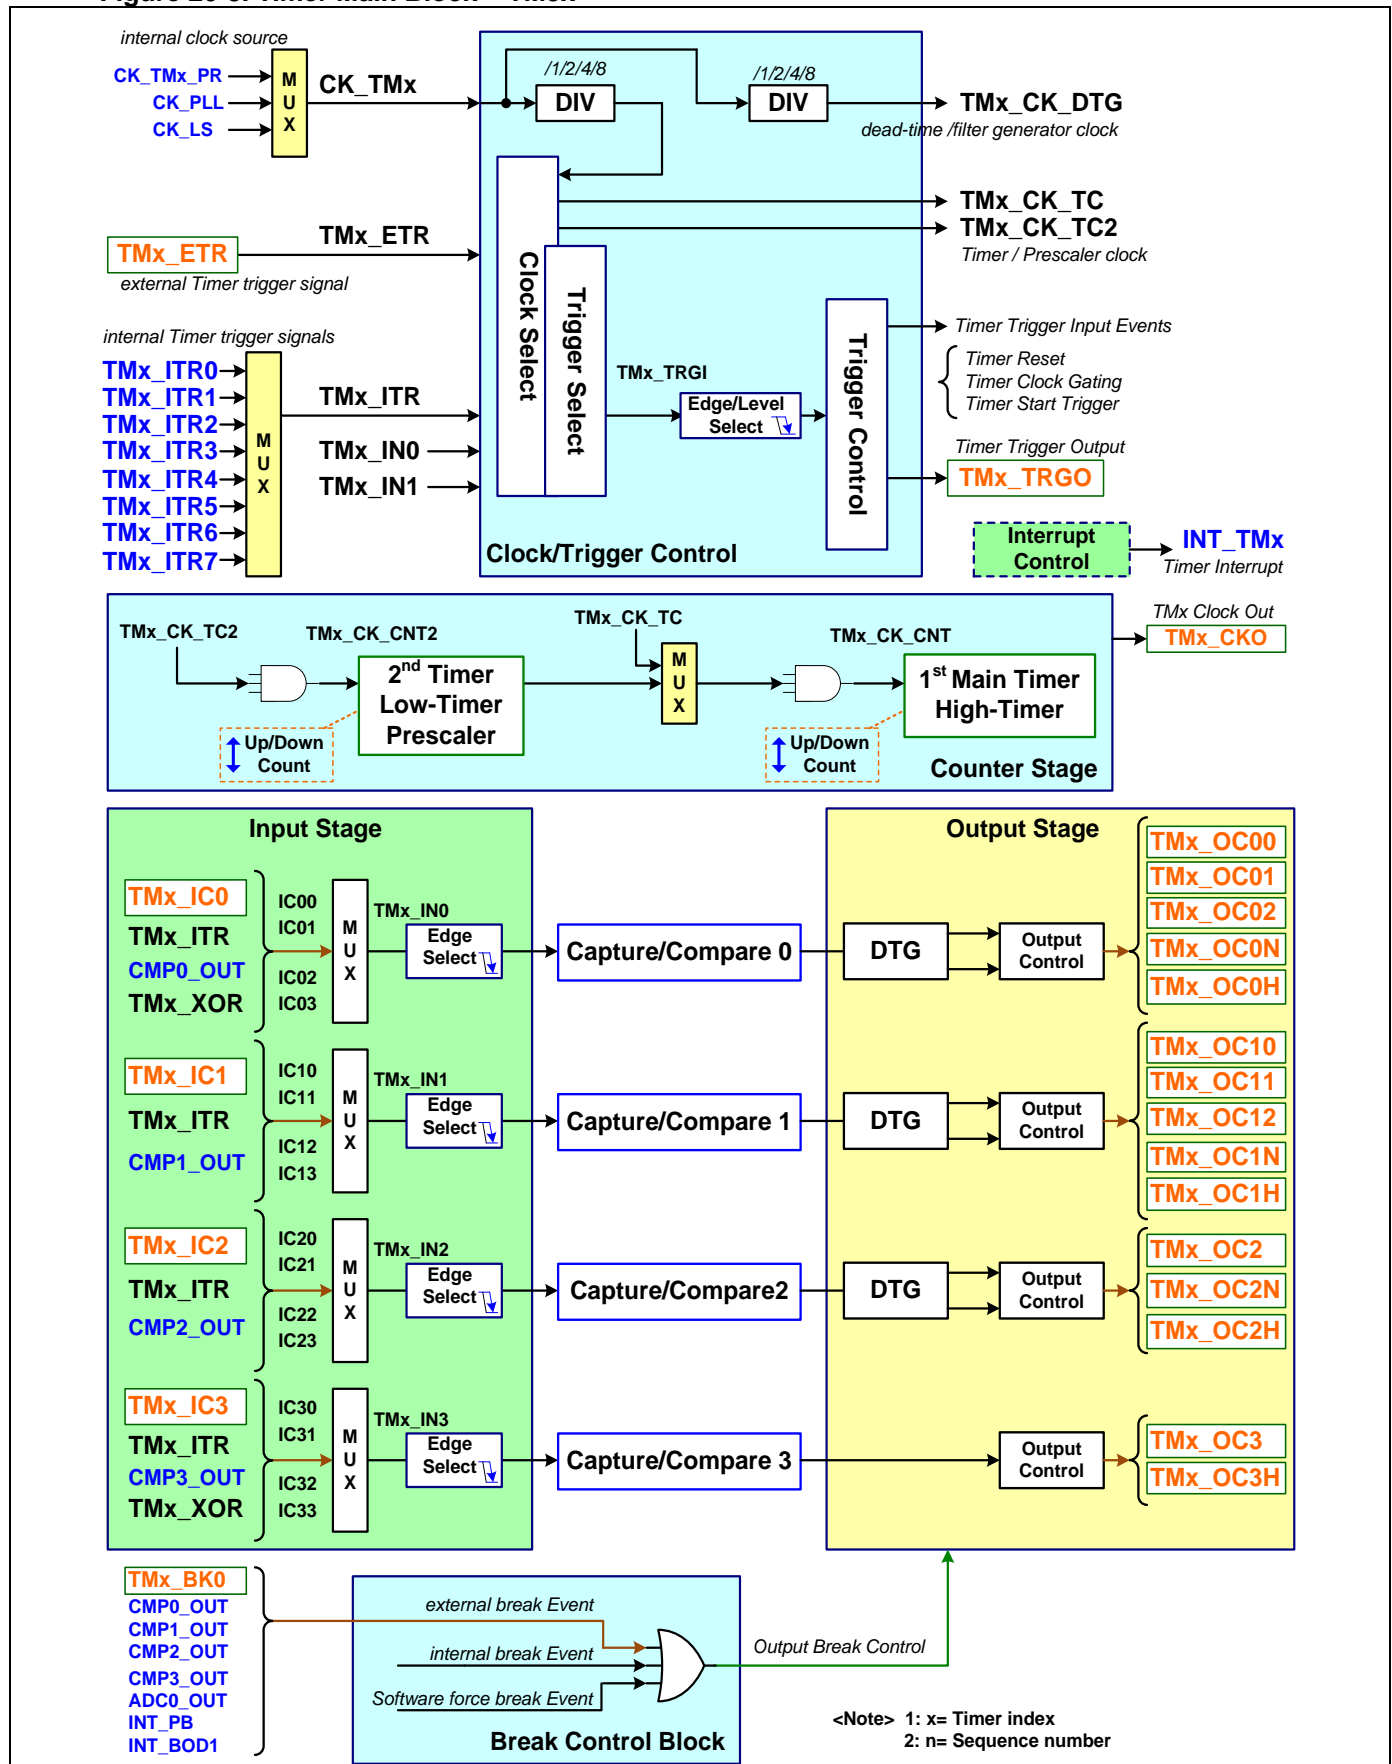 internal clock source
CK_TMx_PR
CK_PLL
CK_LS
M
U
X
CK_TMx
/1/2/4/8
DIV
/1/2/4/8
DIV
TMx_CK_DTG
dead-time /filter generator clock
TMx_CK_TC
TMx_CK_TC2
Timer / Prescaler clock
TMx_ETR
TMx_ETR
external Timer trigger signal
Clock Select
Trigger Select
internal Timer trigger signals
TMx_ITR0
TMx_ITR1
TMx_ITR2
TMx_ITR3
TMx_ITR4
TMx_ITR5
TMx_ITR6
TMx_ITR7
M
U
X
TMx_ITR
TMx_IN0
TMx_IN1
TMx_TRGI
Edge/Level
Select
Trigger Control
Timer Trigger Input Events
Timer Reset
Timer Clock Gating
Timer Start Trigger
Timer Trigger Output
TMx_TRGO
Clock/Trigger Control
Interrupt
Control
INT_TMx
Timer Interrupt
TMx_CK_TC2
TMx_CK_CNT2
2nd Timer
Low-Timer
Prescaler
Up/Down
Count
TMx_CK_TC
M
U
X
TMx_CK_CNT
1st Main Timer
High-Timer
Up/Down
Count
Counter Stage
TMx Clock Out
TMx_CKO
Input Stage
Output Stage
TMx_IC0
TMx_ITR
CMP0_OUT
TMx_XOR
IC00
IC01
IC02
IC03
M
U
X
TMx_IN0
Edge
Select
Capture/Compare 0
DTG
Output
Control
TMx_OC00
TMx_OC01
TMx_OC02
TMx_OC0N
TMx_OC0H
TMx_IC1
TMx_ITR
CMP1_OUT
IC10
IC11
IC12
IC13
M
U
X
TMx_IN1
Edge
Select
Capture/Compare 1
DTG
Output
Control
TMx_OC10
TMx_OC11
TMx_OC12
TMx_OC1N
TMx_OC1H
TMx_IC2
TMx_ITR
CMP2_OUT
IC20
IC21
IC22
IC23
M
U
X
TMx_IN2
Edge
Select
Capture/Compare2
DTG
Output
Control
TMx_OC2
TMx_OC2N
TMx_OC2H
TMx_IC3
TMx_ITR
CMP3_OUT
TMx_XOR
IC30
IC31
IC32
IC33
M
U
X
TMx_IN3
Edge
Select
Capture/Compare 3
Output
Control
TMx_OC3
TMx_OC3H
TMx_BK0
CMP0_OUT
CMP1_OUT
CMP2_OUT
CMP3_OUT
ADC0_OUT
INT_PB
INT_BOD1
external break Event
internal break Event
Software force break Event
Output Break Control
Break Control Block
<Note> 1: x= Timer index
2: n= Sequence number